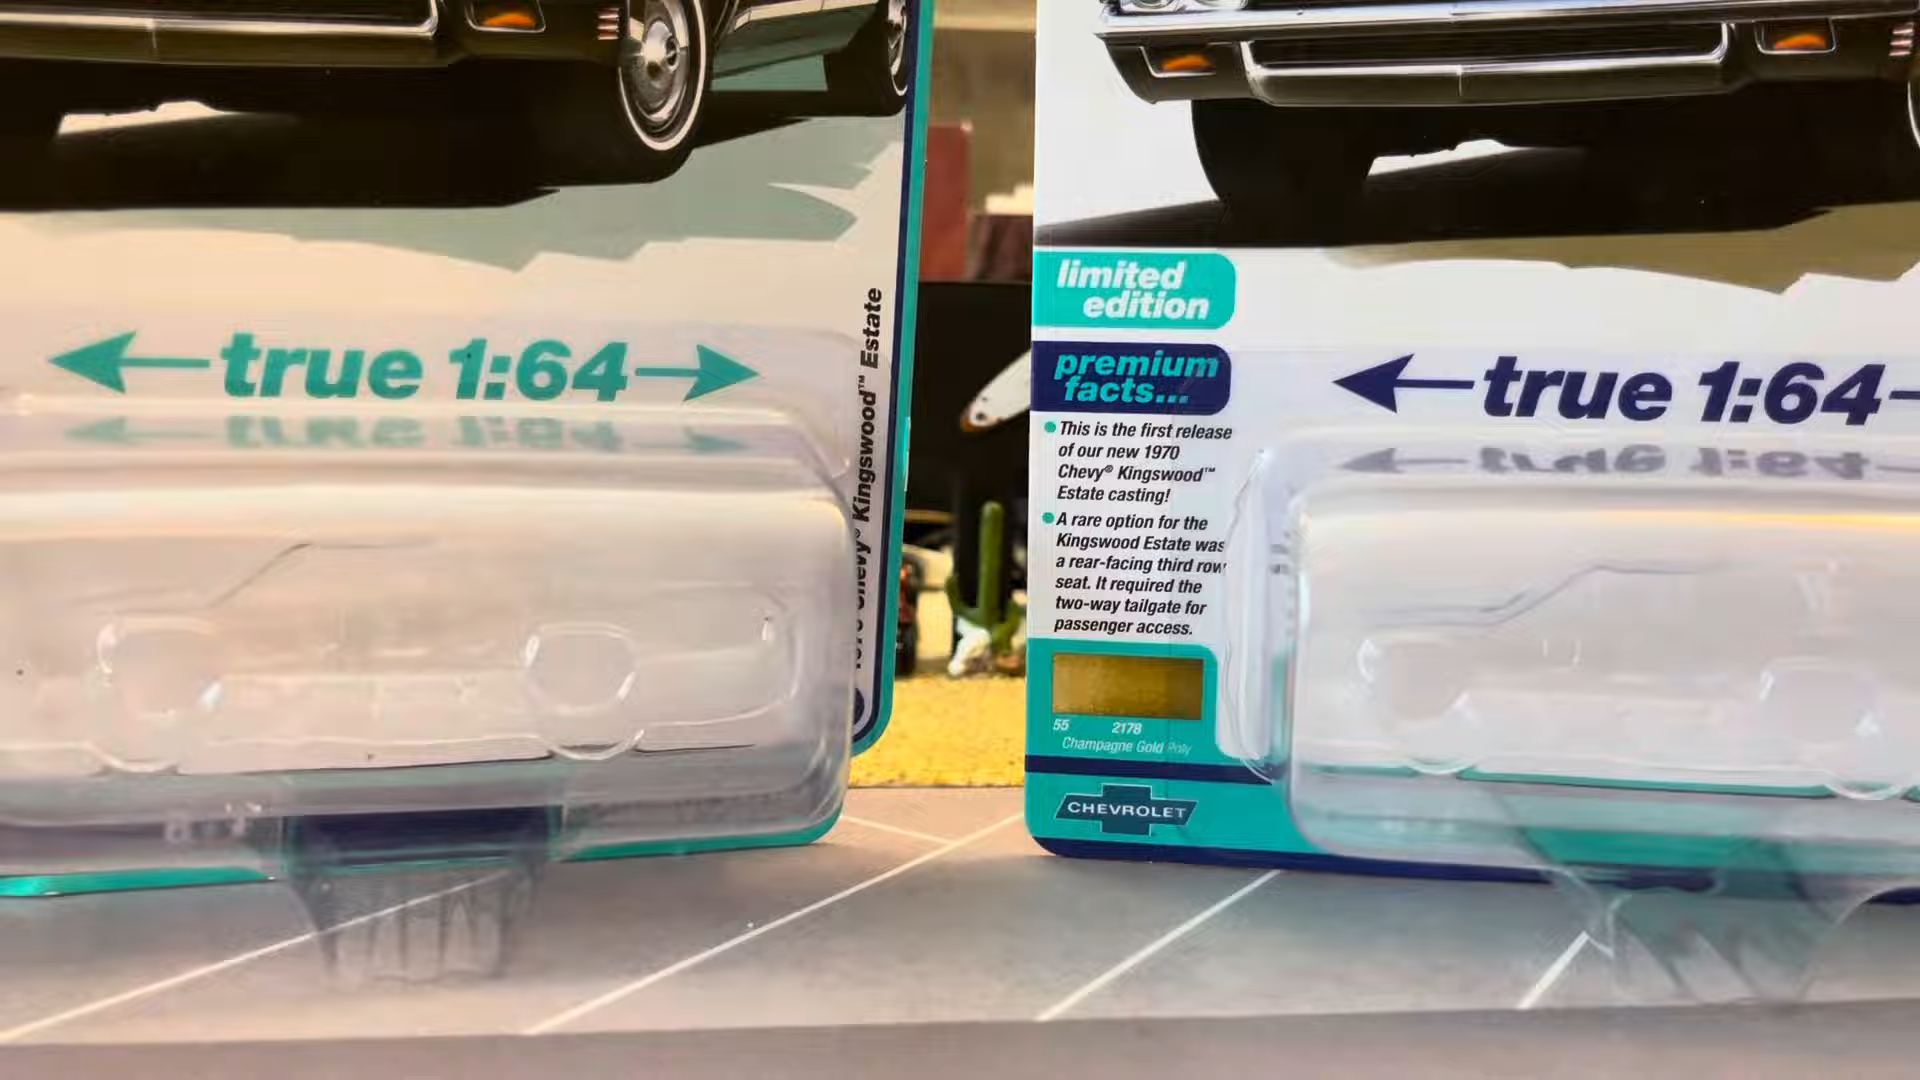 true 1:64
Chevy® Kingswood™ Estate
limited
edition
premium
facts...
This is the first release
of our new 1970
Chevy® Kingswood™
Estate casting!
A rare option for the
Kingswood Estate was
a rear-facing third row
seat. It required the
two-way tailgate for
passenger access.
55 2178
Champagne Gold Poly
CHEVROLET
true 1:64